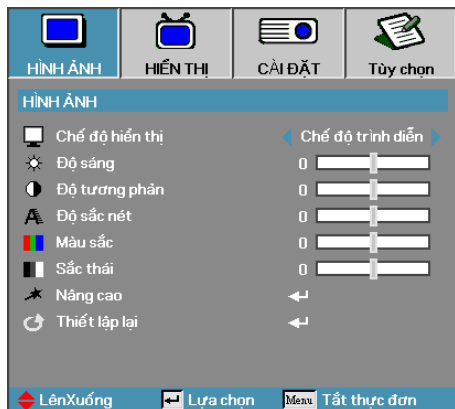 HÌNH ẢNH HIỂN THỊ CÀI ĐẶT Tùy chọn
HÌNH ẢNH
Chế độ hiển thị Chế độ trình diễn
Độ sáng 0
Độ tương phản 0
Độ sắc nét 0
Màu sắc 0
Sắc thái 0
Nâng cao
Thiết lập lại
LênXuống Lựa chọn Menu Tắt thực đơn